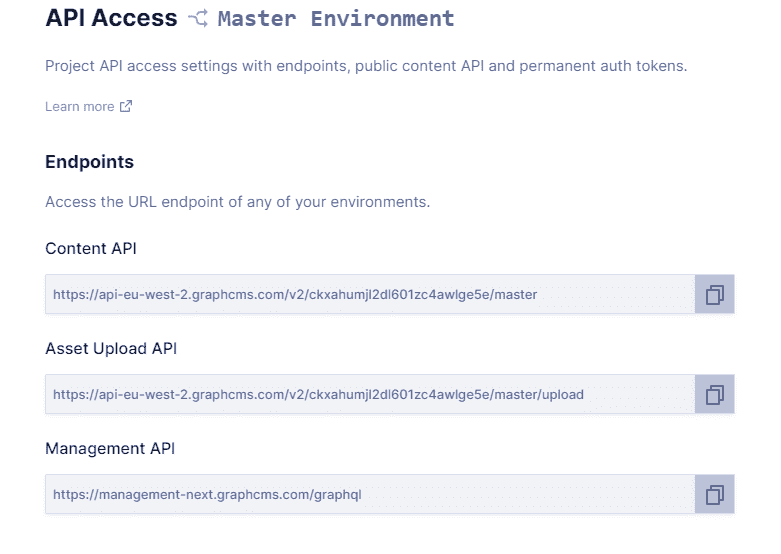 API Access Master Environment
Project API access settings with endpoints, public content API and permanent auth tokens.
Learn more
Endpoints
Access the URL endpoint of any of your environments.
Content API
https://api-eu-west-2.graphcms.com/v2/ckxahumjl2dl601zc4awlge5e/master
Asset Upload API
https://api-eu-west-2.graphcms.com/v2/ckxahumjl2dl601zc4awlge5e/master/upload
Management API
https://management-next.graphcms.com/graphql